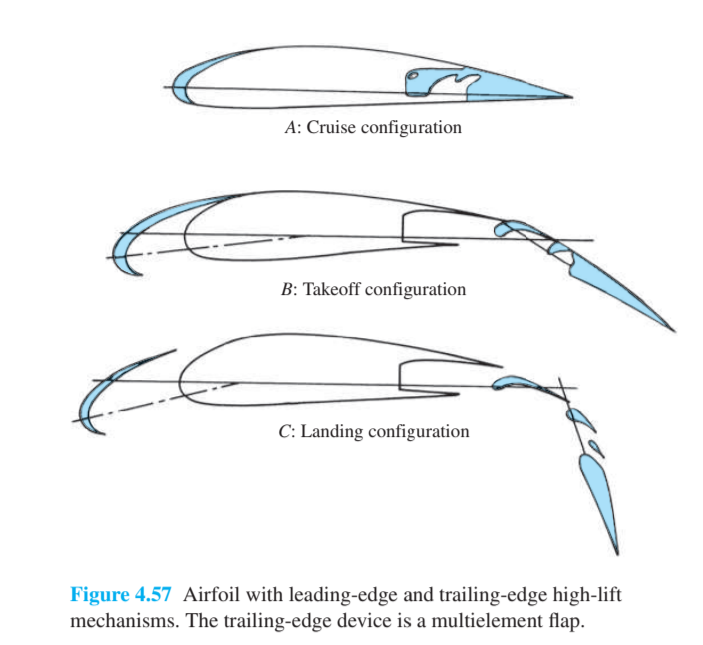 A: Cruise configuration
B: Takeoff configuration
C: Landing configuration
Figure 4.57 Airfoil with leading-edge and trailing-edge high-lift
mechanisms. The trailing-edge device is a multielement flap.